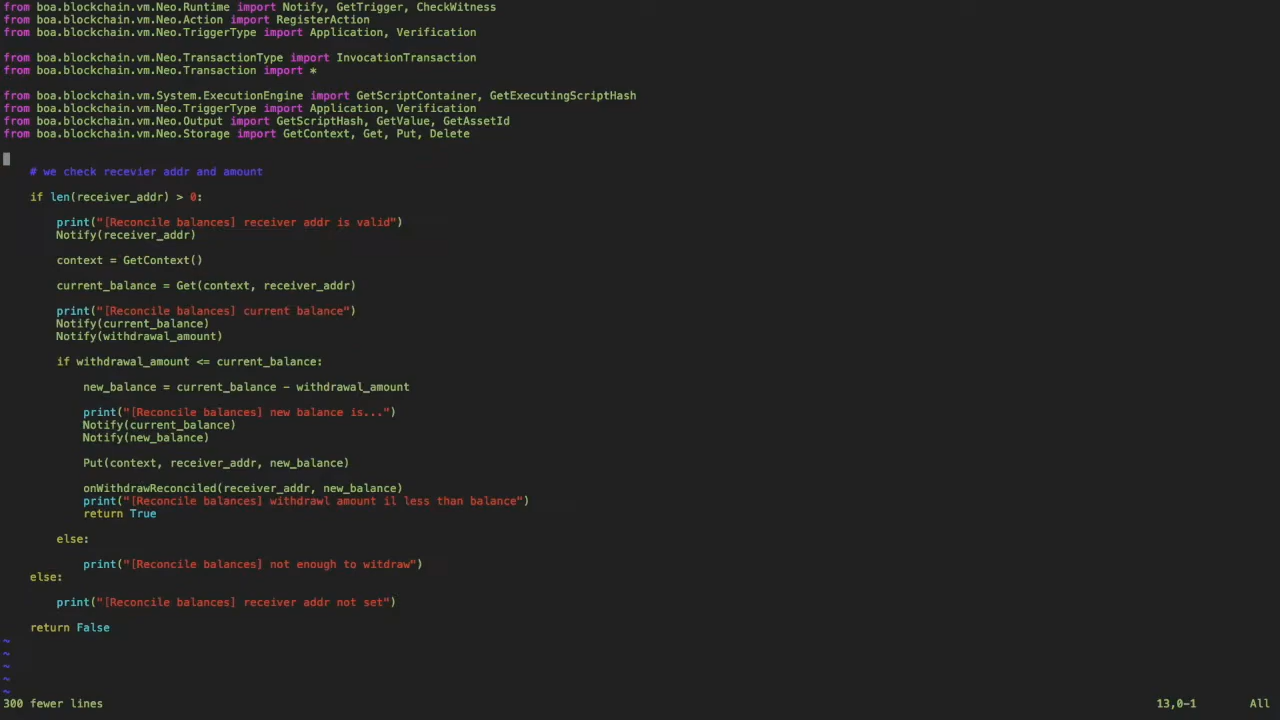 from boa.blockchain.vm.Neo.Runtime import Notify, GetTrigger, CheckWitness
from boa.blockchain.vm.Neo.Action import RegisterAction
from boa.blockchain.vm.Neo.TriggerType import Application, Verification
from boa.blockchain.vm.Neo.TransactionType import InvocationTransaction
from boa.blockchain.vm.Neo.Transaction import *
from boa.blockchain.vm.System.ExecutionEngine import GetScriptContainer, GetExecutingScriptHash
from boa.blockchain.vm.Neo.TriggerType import Application, Verification
from boa.blockchain.vm.Neo.Output import GetScriptHash, GetValue, GetAssetId
from boa.blockchain.vm.Neo.Storage import GetContext, Get, Put, Delete
# we check recevier addr and amount
if len(receiver_addr) > 0:
print("[Reconcile balances] receiver addr is valid")
Notify(receiver_addr)
context = GetContext()
current_balance = Get(context, receiver_addr)
print("[Reconcile balances] current balance")
Notify(current_balance)
Notify(withdrawal_amount)
if withdrawal_amount <= current_balance:
new_balance = current_balance - withdrawal_amount
print("[Reconcile balances] new balance is...")
Notify(current_balance)
Notify(new_balance)
Put(context, receiver_addr, new_balance)
onWithdrawReconciled(receiver_addr, new_balance)
print("[Reconcile balances] withdrawl amount il less than balance")
return True
else:
print("[Reconcile balances] not enough to witdraw")
else:
print("[Reconcile balances] receiver addr not set")
return False
~
~
~
~
~
300 fewer lines 13,0-1 All